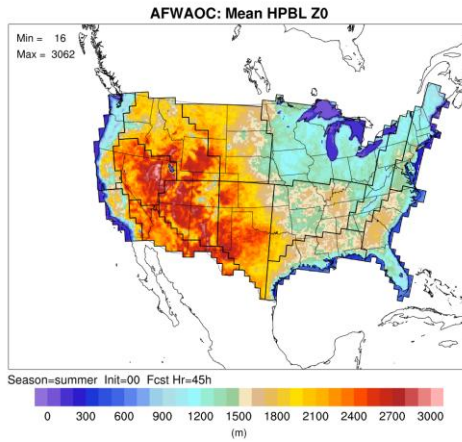 AFWAOC: Mean HPBL Z0
Min = 16
Max = 3062
Season=summer Init=00 Fcst Hr=45h
0 300 600 900 1200 1500 1800 2100 2400 2700 3000
(m)